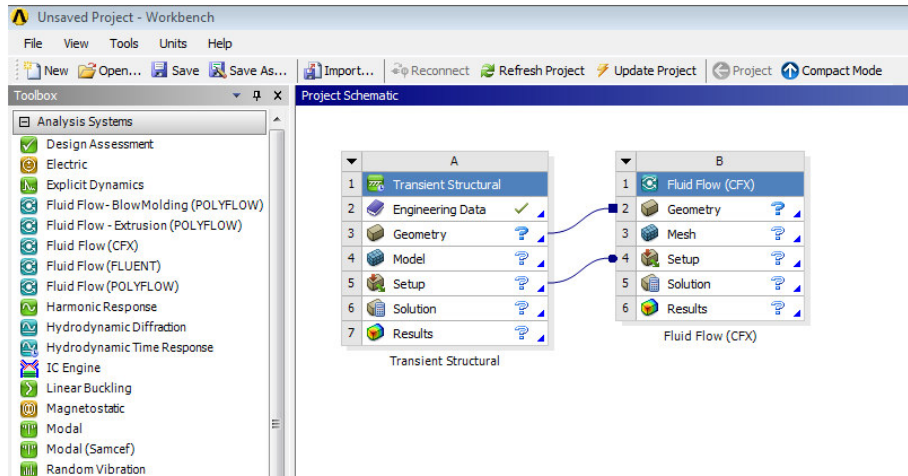 Unsaved Project - Workbench
File View Tools Units Help
New Open... Save Save As... Import... Reconnect Refresh Project Update Project Project Compact Mode
Toolbox
Analysis Systems
Design Assessment
Electric
Explicit Dynamics
Fluid Flow-BlowMolding (POLYFLOW)
Fluid Flow - Extrusion (POLYFLOW)
Fluid Flow (CFX)
Fluid Flow (FLUENT)
Fluid Flow (POLYFLOW)
Harmonic Response
Hydrodynamic Diffraction
Hydrodynamic Time Response
IC Engine
Linear Buckling
Magnetostatic
Modal
Modal (Samcef)
Random Vibration
Project Schematic
A
1 Transient Structural
2 Engineering Data
3 Geometry ?
4 Model ?
5 Setup ?
6 Solution ?
7 Results ?
Transient Structural
B
1 Fluid Flow (CFX)
2 Geometry ?
3 Mesh ?
4 Setup ?
5 Solution ?
6 Results ?
Fluid Flow (CFX)